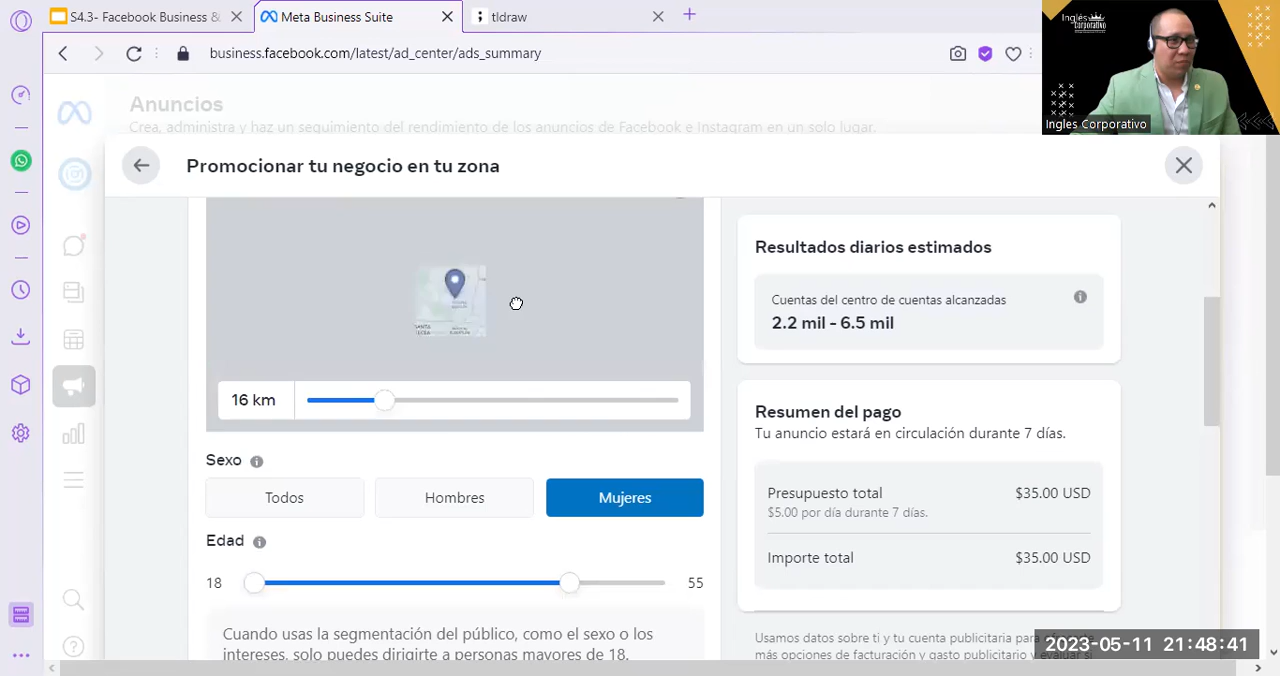 S4.3- Facebook Business &
Meta Business Suite
tldraw
business.facebook.com/latest/ad_center/ads_summary
Inglés
Corporativo
Ingles Corporativo
Anuncios
Crea, administra y haz un seguimiento del rendimiento de los anuncios de Facebook e Instagram en un solo lugar.
Promocionar tu negocio en tu zona
SANTA
16 km
Sexo
Todos
Hombres
Mujeres
Edad
18
55
Cuando usas la segmentación del público, como el sexo o los
intereses, solo puedes dirigirte a personas mayores de 18.
Resultados diarios estimados
Cuentas del centro de cuentas alcanzadas
2.2 mil - 6.5 mil
Resumen del pago
Tu anuncio estará en circulación durante 7 días.
Presupuesto total
$35.00 USD
$5.00 por día durante 7 días.
Importe total
$35.00 USD
Usamos datos sobre ti y tu cuenta publicitaria para
más opciones de facturación y gasto publicitario y
2023-05-11 21:48:41